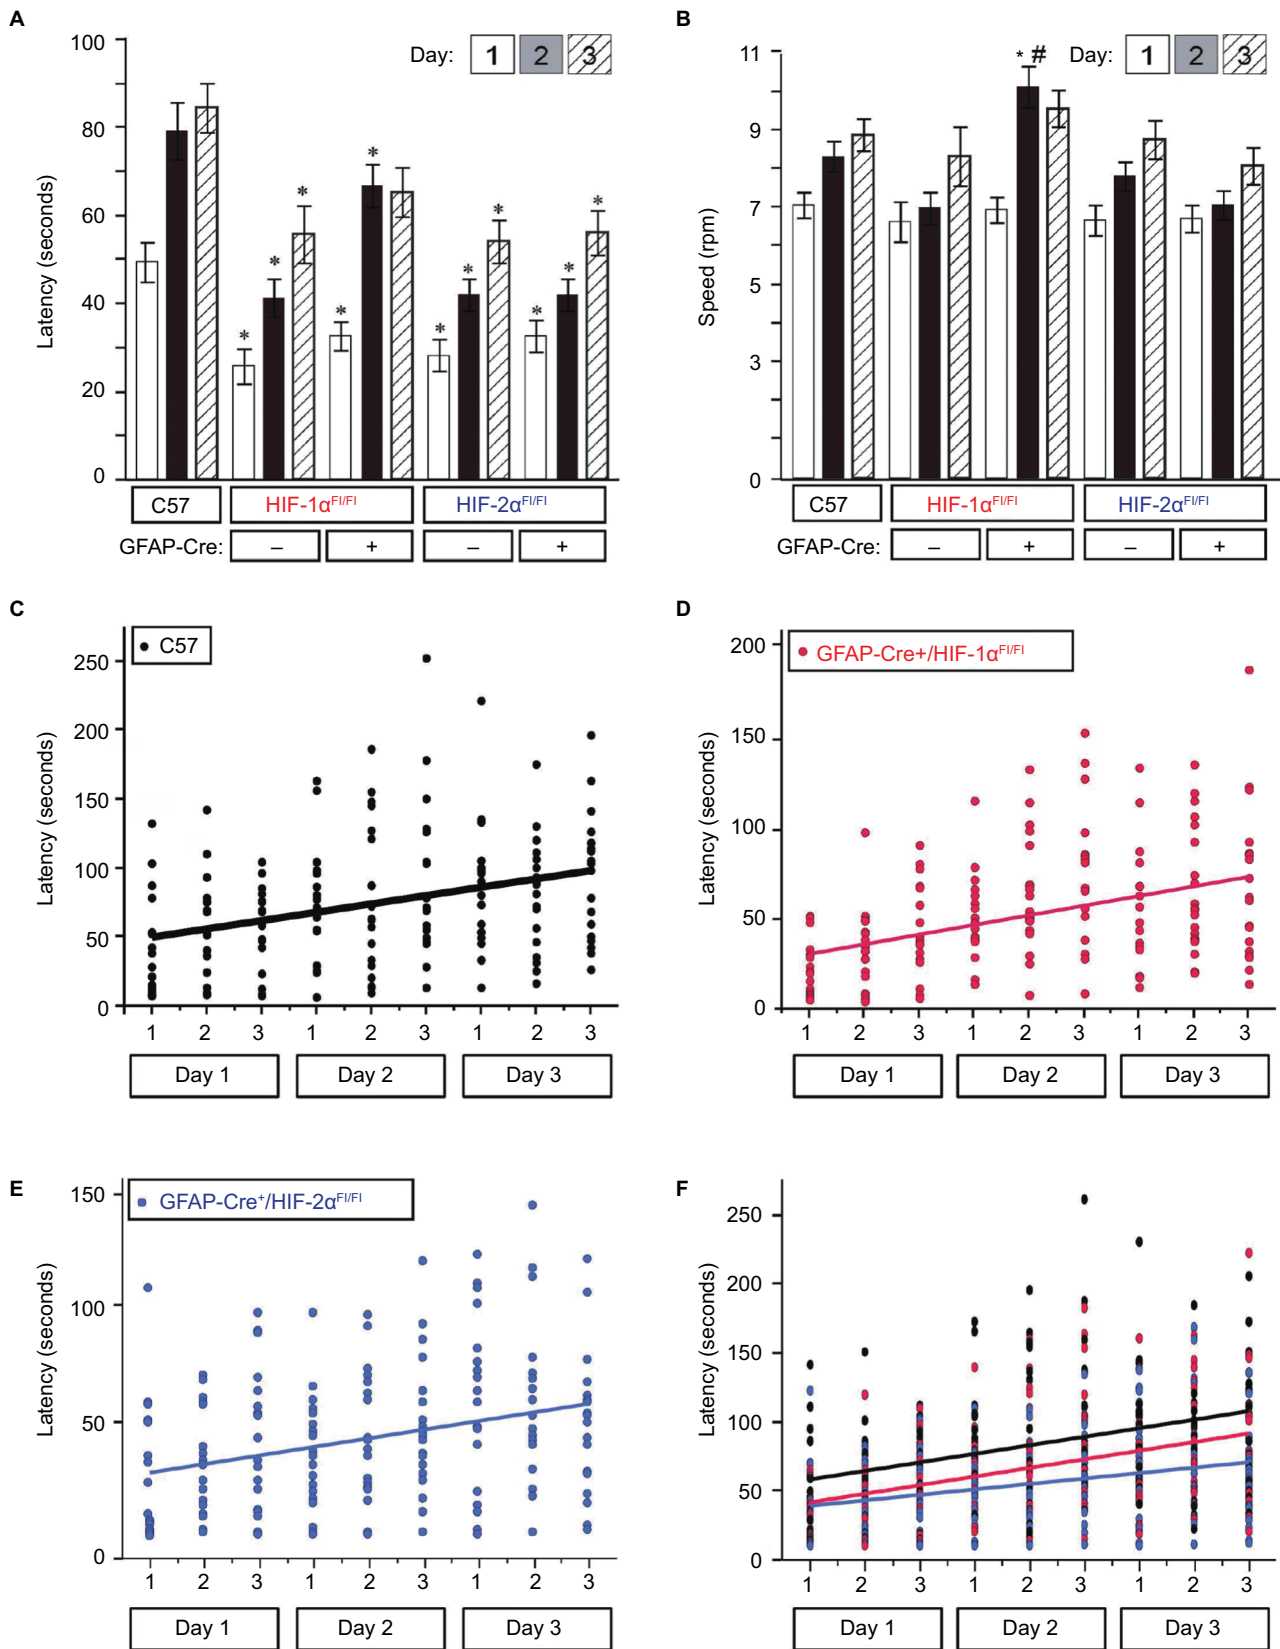 A
Day: 1 2 3
Latency (seconds)
100
80
60
40
20
0
*
*
*
*
*
*
*
*
*
*
*
C57
HIF-1αFl/Fl
HIF-2αFl/Fl
GFAP-Cre:
–
+
–
+
B
* #
Day: 1 2 3
Speed (rpm)
11
9
7
5
3
0
C57
HIF-1αFl/Fl
HIF-2αFl/Fl
GFAP-Cre:
–
+
–
+
C
C57
Latency (seconds)
250
200
150
100
50
0
1 2 3 1 2 3 1 2 3
Day 1 Day 2 Day 3
D
GFAP-Cre+/HIF-1αFl/Fl
Latency (seconds)
200
150
100
50
0
1 2 3 1 2 3 1 2 3
Day 1 Day 2 Day 3
E
GFAP-Cre+/HIF-2αFl/Fl
Latency (seconds)
150
100
50
0
1 2 3 1 2 3 1 2 3
Day 1 Day 2 Day 3
F
Latency (seconds)
250
200
150
100
50
0
1 2 3 1 2 3 1 2 3
Day 1 Day 2 Day 3